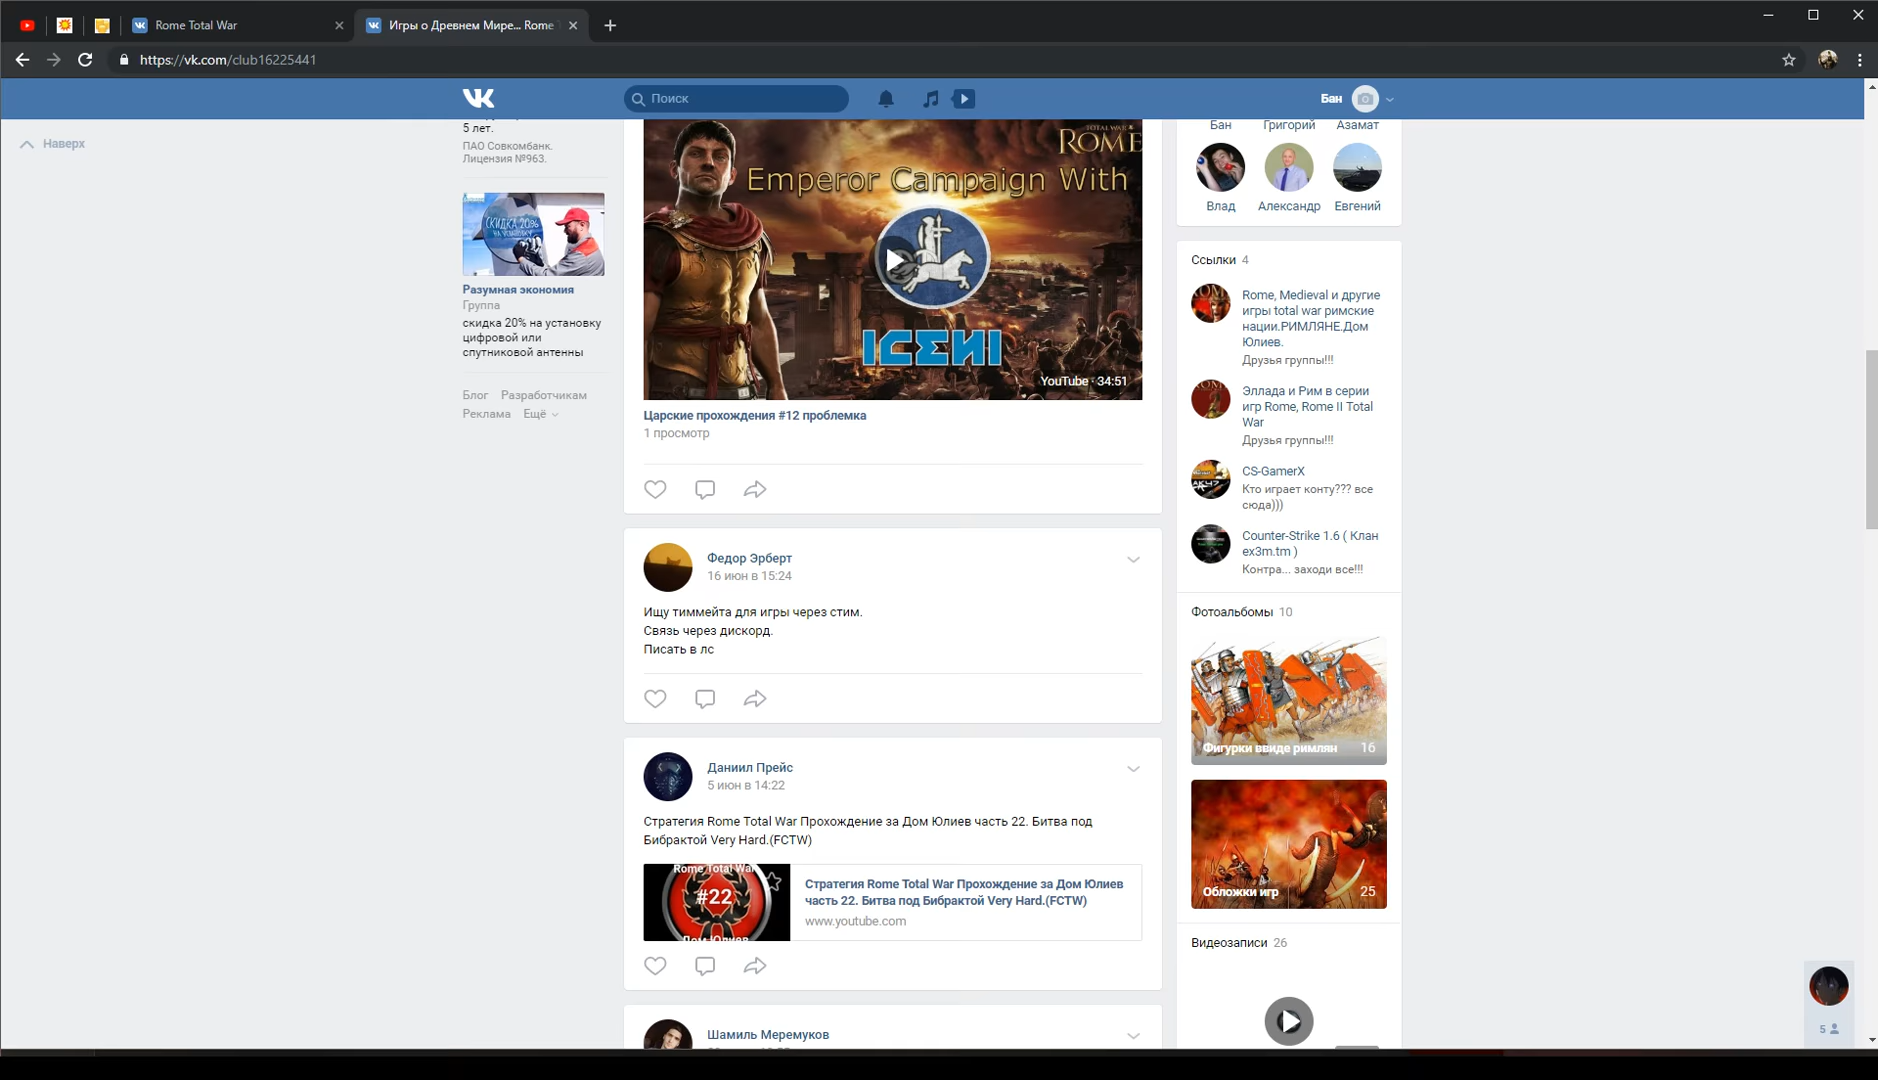 Rome Total War
Игры о Древнем Мире... Rome
https://vk.com/club16225441
Поиск
Бан
Наверх
5 лет.
ПАО Совкомбанк.
Лицензия №963.
СКИДКА 20%
НА УСТАНОВКУ
Разумная экономия
Группа
скидка 20% на установку
цифровой или
спутниковой антенны
Блог Разработчикам
Реклама Ещё
TOTAL WAR
ROME
Emperor Campaign With
ICENI
YouTube · 34:51
Царские прохождения #12 проблемка
1 просмотр
Федор Эрберт
16 июн в 15:24
Ищу тиммейта для игры через стим.
Связь через дискорд.
Писать в лс
Даниил Прейс
5 июн в 14:22
Стратегия Rome Total War Прохождение за Дом Юлиев часть 22. Битва под
Бибрактой Very Hard.(FCTW)
Rome Total War
#22
Дом Юлиев
Стратегия Rome Total War Прохождение за Дом Юлиев
часть 22. Битва под Бибрактой Very Hard.(FCTW)
www.youtube.com
Шамиль Меремуков
Бан Григорий Азамат
Влад Александр Евгений
Ссылки 4
Rome, Medieval и другие
игры total war римские
нации.РИМЛЯНЕ.Дом
Юлиев.
Друзья группы!!!
Эллада и Рим в серии
игр Rome, Rome II Total
War
Друзья группы!!!
CS-GamerX
Кто играет конту??? все
сюда)))
Counter-Strike 1.6 ( Клан
ex3m.tm )
Контра... заходи все!!!
Фотоальбомы 10
Фигурки ввиде римлян 16
Обложки игр 25
Видеозаписи 26
5